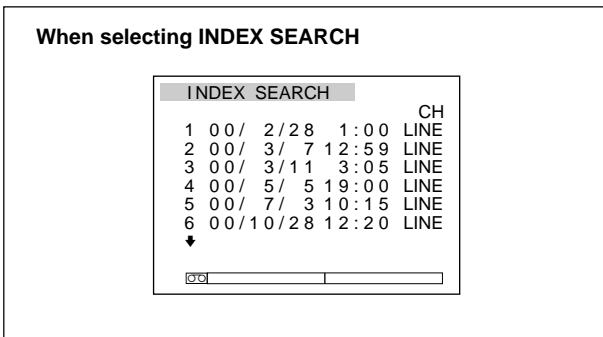 When selecting INDEX SEARCH
INDEX SEARCH
CH
1 00/ 2/28 1:00 LINE
2 00/ 3/ 7 12:59 LINE
3 00/ 3/11 3:05 LINE
4 00/ 5/ 5 19:00 LINE
5 00/ 7/ 3 10:15 LINE
6 00/10/28 12:20 LINE